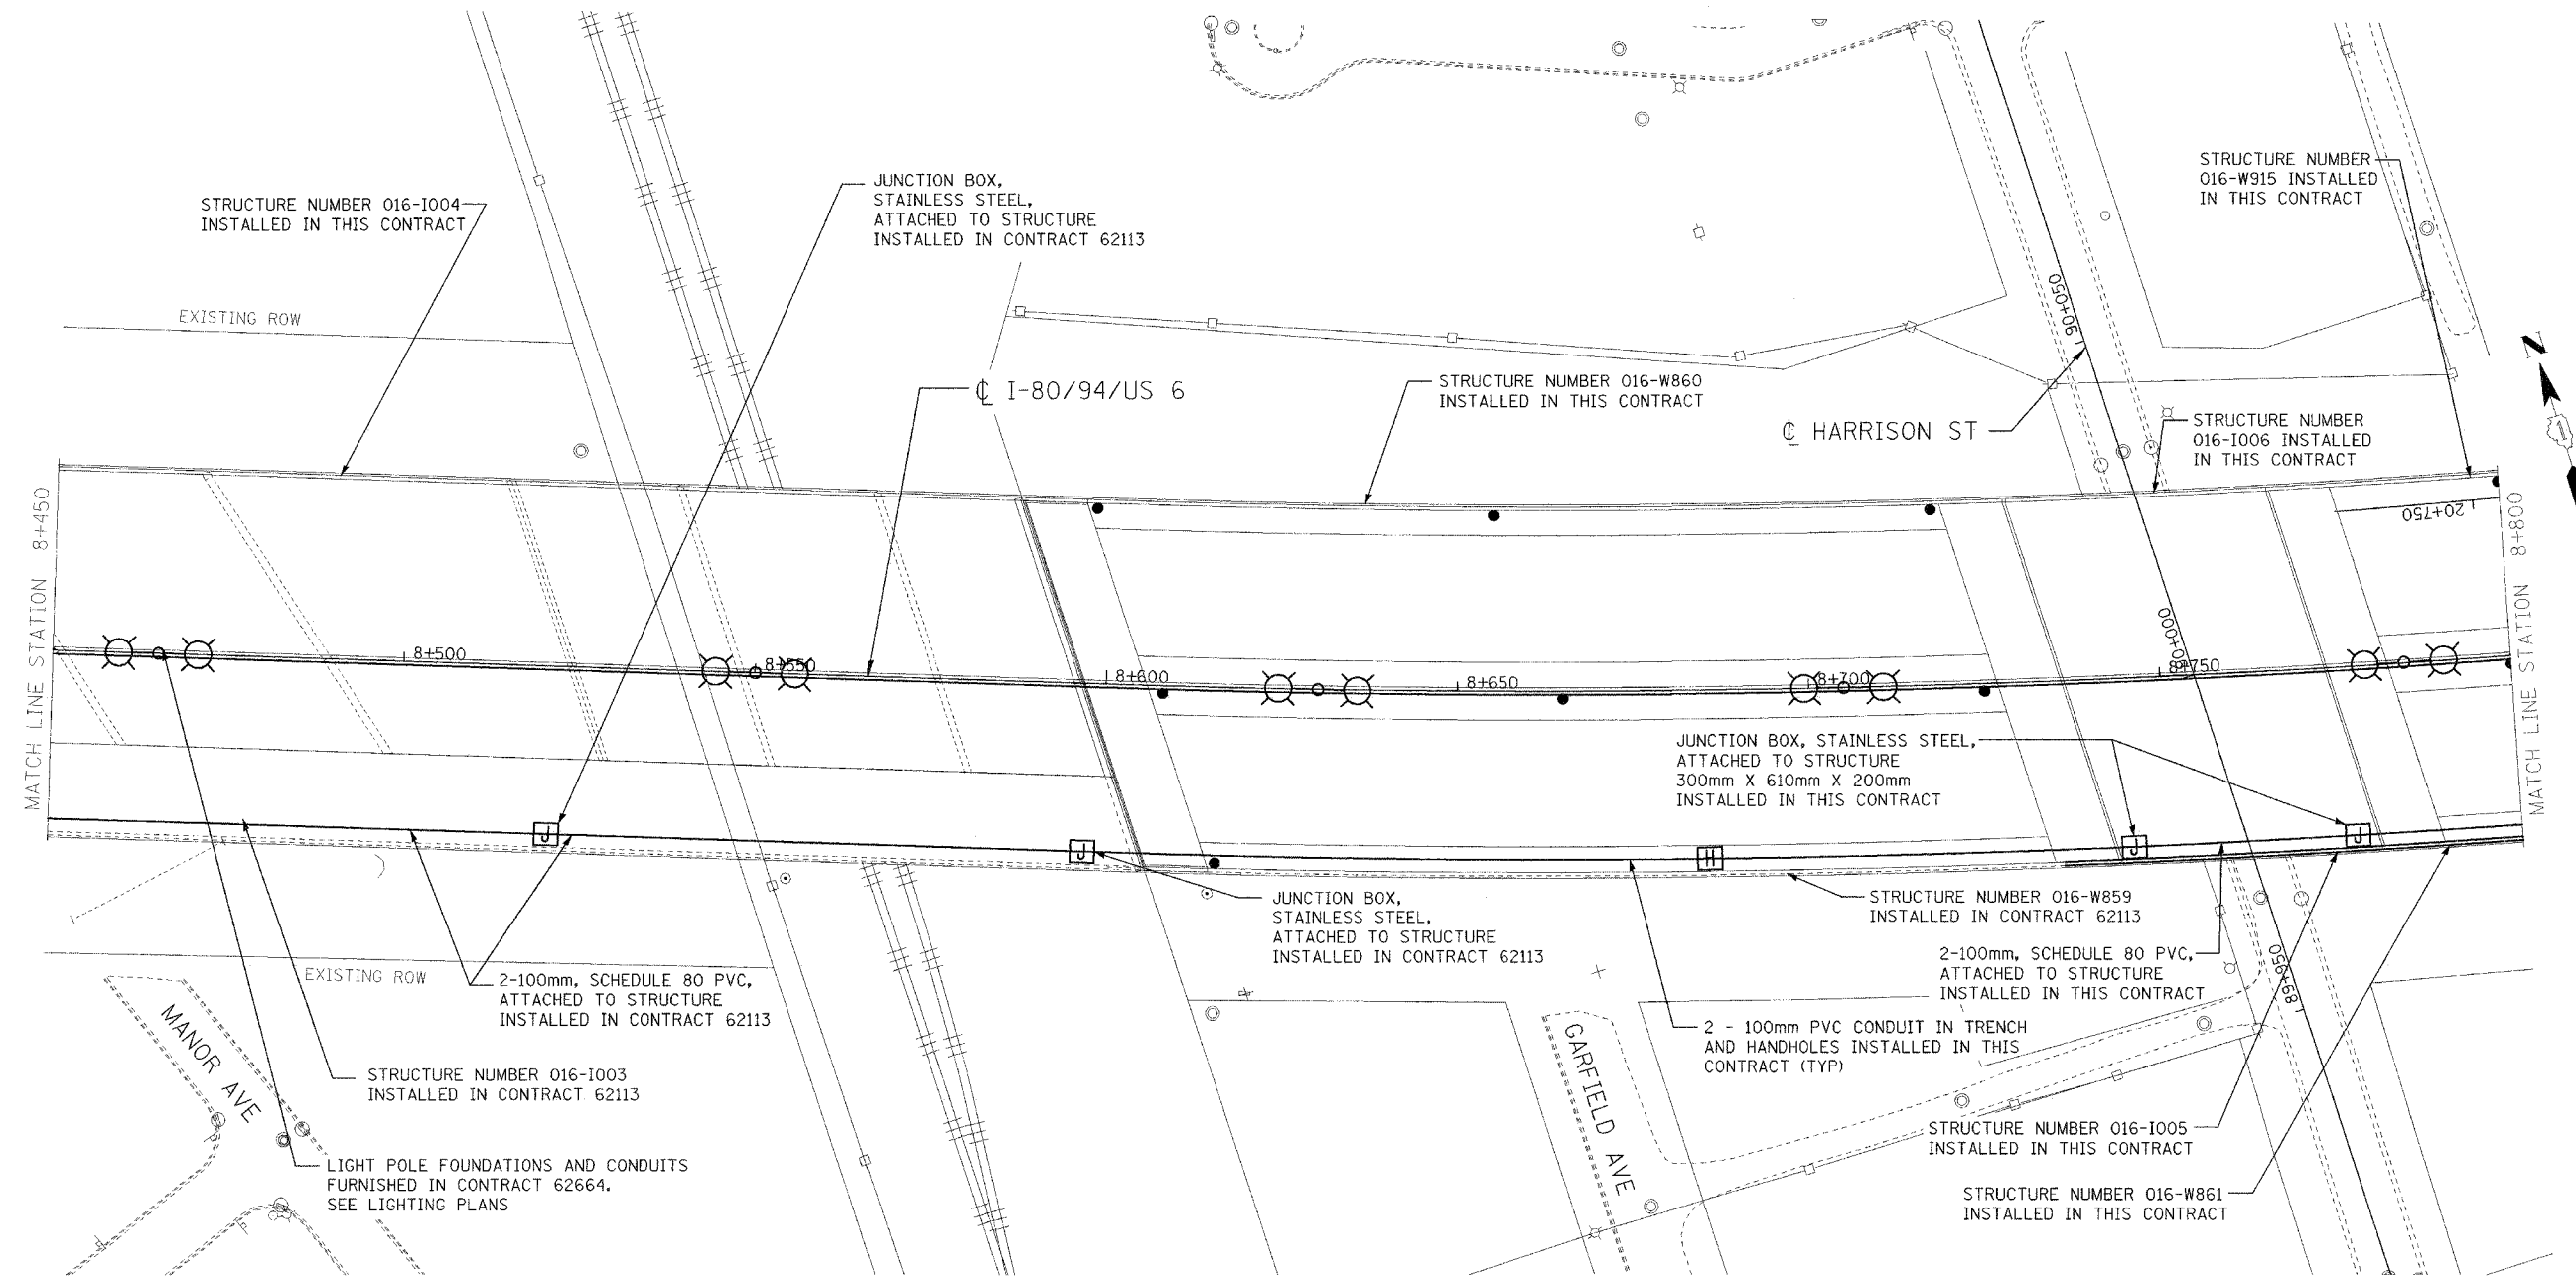 STRUCTURE NUMBER 016-I004
INSTALLED IN THIS CONTRACT
JUNCTION BOX,
STAINLESS STEEL,
ATTACHED TO STRUCTURE
INSTALLED IN CONTRACT 62113
STRUCTURE NUMBER
016-W915 INSTALLED
IN THIS CONTRACT
EXISTING ROW
℄ I-80/94/US 6
STRUCTURE NUMBER 016-W860
INSTALLED IN THIS CONTRACT
℄ HARRISON ST
90+050
STRUCTURE NUMBER
016-I006 INSTALLED
IN THIS CONTRACT
N
MATCH LINE STATION 8+450
20+750
MATCH LINE STATION 8+800
8+500
8+550
8+600
8+650
8+700
8+750
90+000
JUNCTION BOX, STAINLESS STEEL,
ATTACHED TO STRUCTURE
300mm X 610mm X 200mm
INSTALLED IN THIS CONTRACT
J
J
H
J
J
JUNCTION BOX,
STAINLESS STEEL,
ATTACHED TO STRUCTURE
INSTALLED IN CONTRACT 62113
STRUCTURE NUMBER 016-W859
INSTALLED IN CONTRACT 62113
EXISTING ROW
2-100mm, SCHEDULE 80 PVC,
ATTACHED TO STRUCTURE
INSTALLED IN CONTRACT 62113
2-100mm, SCHEDULE 80 PVC,
ATTACHED TO STRUCTURE
INSTALLED IN THIS CONTRACT
89+950
MANOR AVE
2 - 100mm PVC CONDUIT IN TRENCH
AND HANDHOLES INSTALLED IN THIS
CONTRACT (TYP)
GARFIELD AVE
STRUCTURE NUMBER 016-I003
INSTALLED IN CONTRACT 62113
STRUCTURE NUMBER 016-I005
INSTALLED IN THIS CONTRACT
LIGHT POLE FOUNDATIONS AND CONDUITS
FURNISHED IN CONTRACT 62664.
SEE LIGHTING PLANS
STRUCTURE NUMBER 016-W861
INSTALLED IN THIS CONTRACT